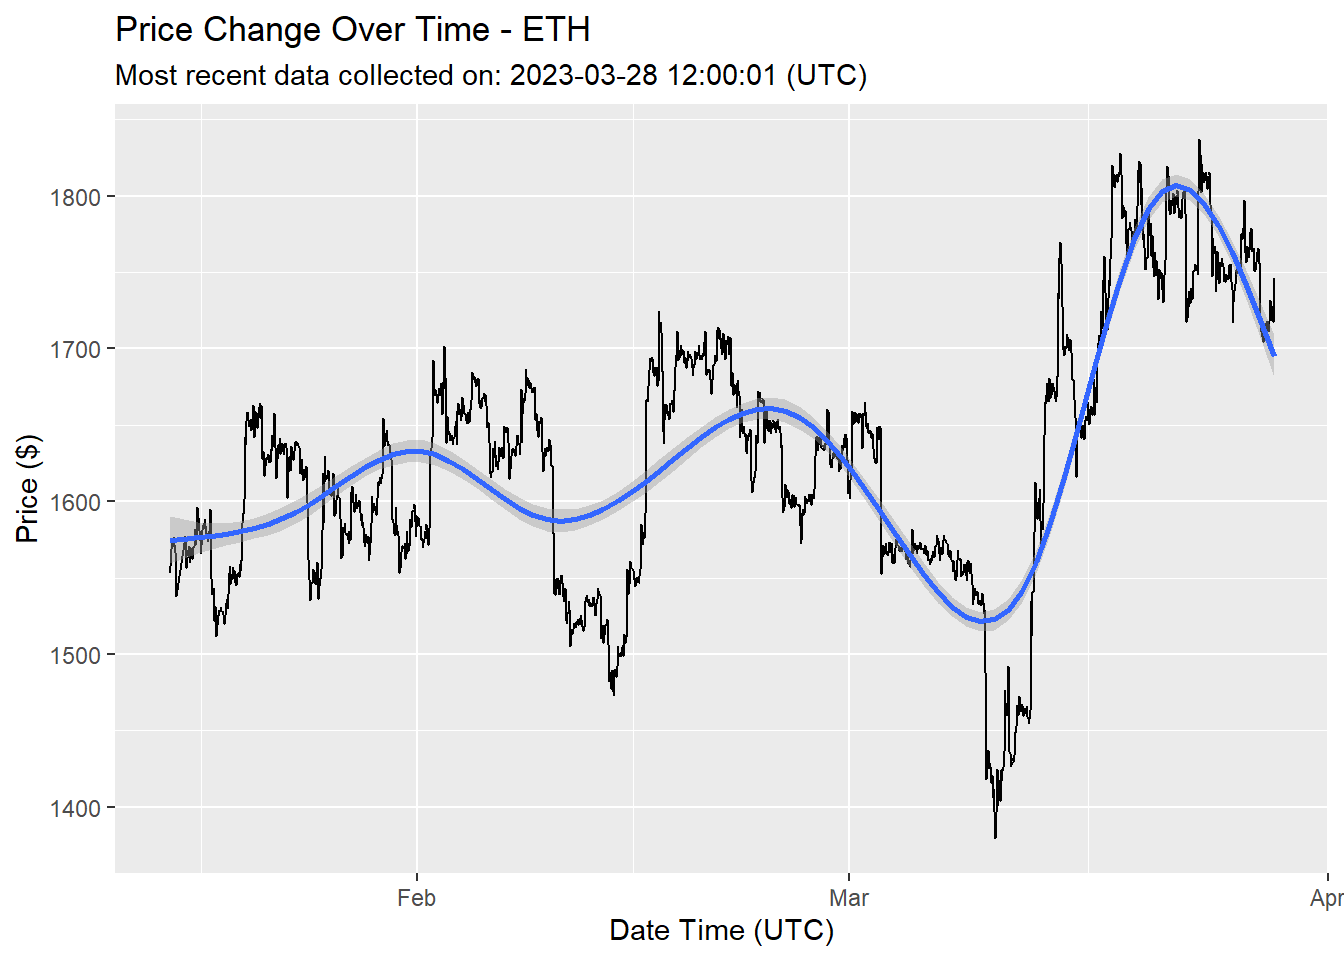 Price Change Over Time - ETH
Most recent data collected on: 2023-03-28 12:00:01 (UTC)
Price ($)
1800
1700
1600
1500
1400
Feb
Mar
Apr
Date Time (UTC)